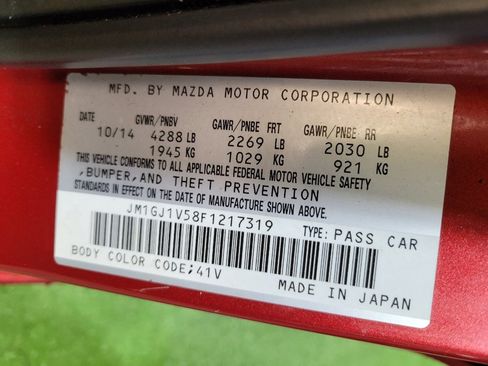 MFD. BY MAZDA MOTOR CORPORATION
DATE GVWR/PNBV GAWR/PNBE FRT GAWR/PNBE RR
10/14 4288 LB 2269 LB 2030 LB
1945 KG 1029 KG 921 KG
THIS VEHICLE CONFORMS TO ALL APPLICABLE FEDERAL MOTOR VEHICLE SAFETY
,BUMPER,AND THEFT PREVENTION
STANDARDS IN EFFECT ON THE DATE OF MANUFACTURE SHOWN ABOVE.
JM1GJ1V58F1217319 TYPE: PASS CAR
BODY COLOR CODE;41V
MADE IN JAPAN